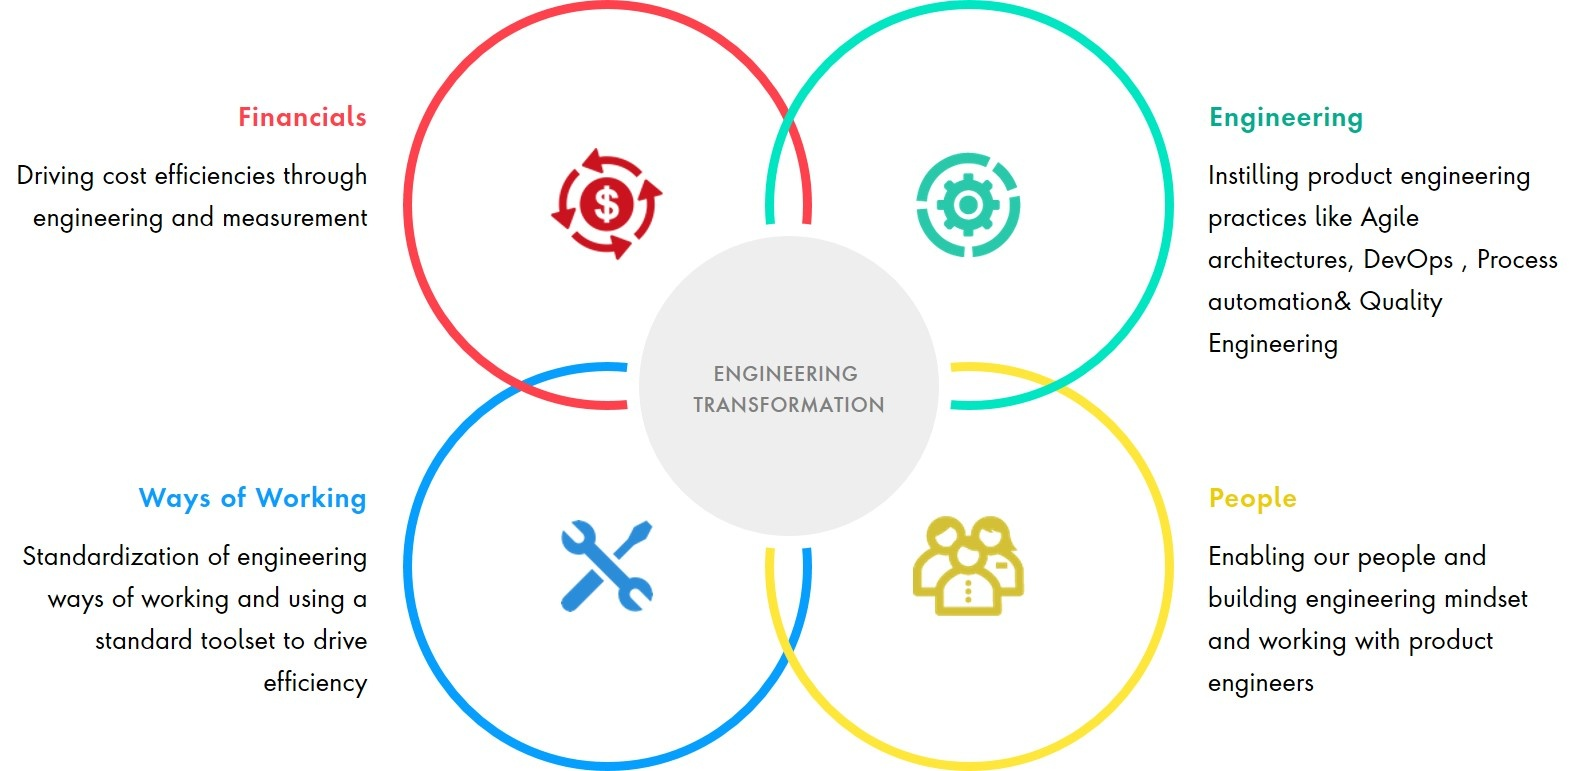 Financials
Driving cost efficiencies through
engineering and measurement
Engineering
Instilling product engineering
practices like Agile
architectures, DevOps , Process
automation& Quality
Engineering
$
ENGINEERING
TRANSFORMATION
Ways of Working
Standardization of engineering
ways of working and using a
standard toolset to drive
efficiency
People
Enabling our people and
building engineering mindset
and working with product
engineers